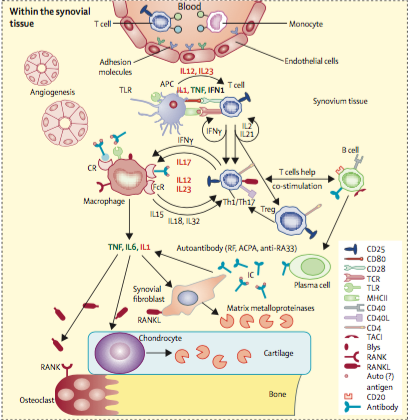 Within the synovial
tissue
Blood
T cell
Monocyte
Adhesion
molecules
Endothelial cells
IL12, IL23
APC
T cell
TLR
IL1, TNF, IFN1
Angiogenesis
Synovium tissue
IFNγ
IL2
IL21
IFNγ
B cell
CR
IL17
T cells help
FcR
IL12
IL23
co-stimulation
Th1/Th17
Macrophage
IL15
IL18, IL32
Treg
TNF, IL6, IL1
Autoantibody (RF, ACPA, anti-RA33)
IC
Plasma cell
Synovial
fibroblast
RANKL
Matrix metalloproteinases
Chondrocyte
Cartilage
RANK
Bone
Osteoclast
CD25
CD80
CD28
TCR
TLR
MHCII
CD40
CD40L
CD4
TACI
Blys
RANK
RANKL
Auto (?)
antigen
CD20
Antibody